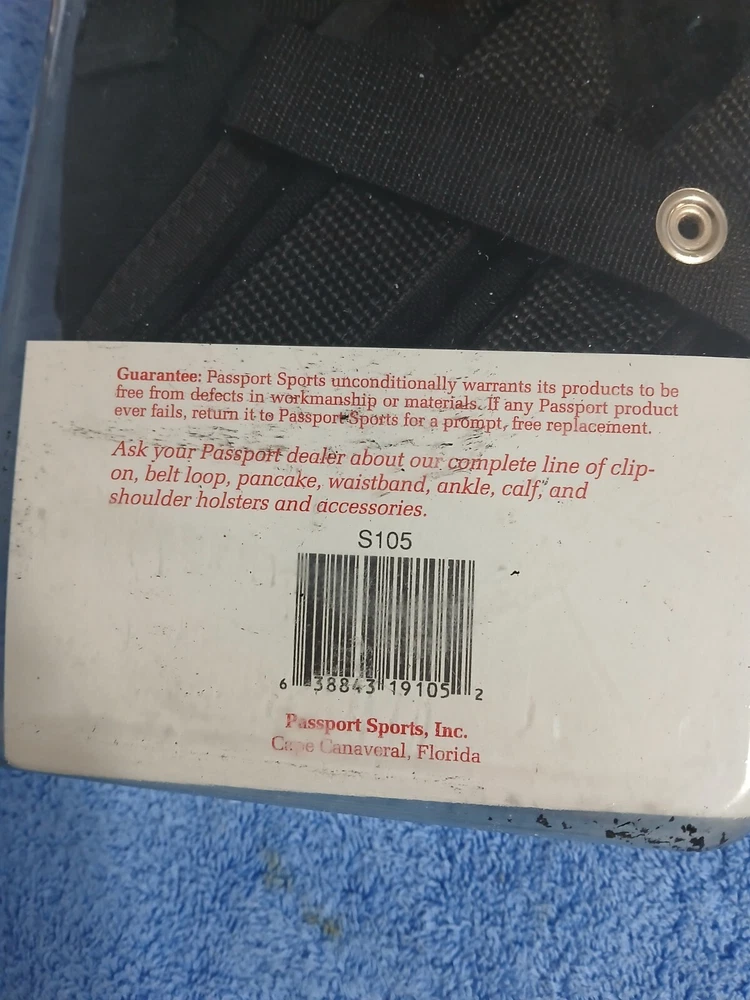 Guarantee: Passport Sports unconditionally warrants its products to be
free from defects in workmanship or materials. If any Passport product
ever fails, return it to Passport Sports for a prompt, free replacement.
Ask your Passport dealer about our complete line of clip-
on, belt loop, pancake, waistband, ankle, calf, and
shoulder holsters and accessories.
S105
6 38843 19105 2
Passport Sports, Inc.
Cape Canaveral, Florida